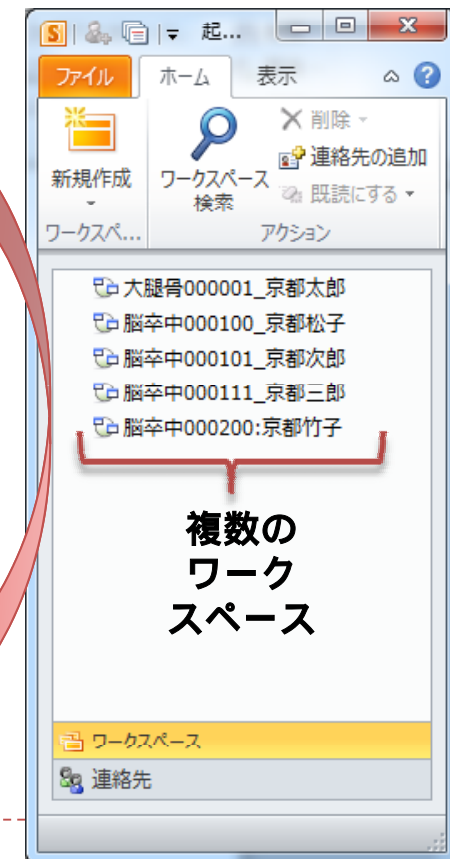 起...
ファイル ホーム 表示
新規作成
ワークスペース
検索
削除
連絡先の追加
既読にする
ワークスペ... アクション
大腿骨000001_京都太郎
脳卒中000100_京都松子
脳卒中000101_京都次郎
脳卒中000111_京都三郎
脳卒中000200:京都竹子
複数の
ワーク
スペース
ワークスペース
連絡先